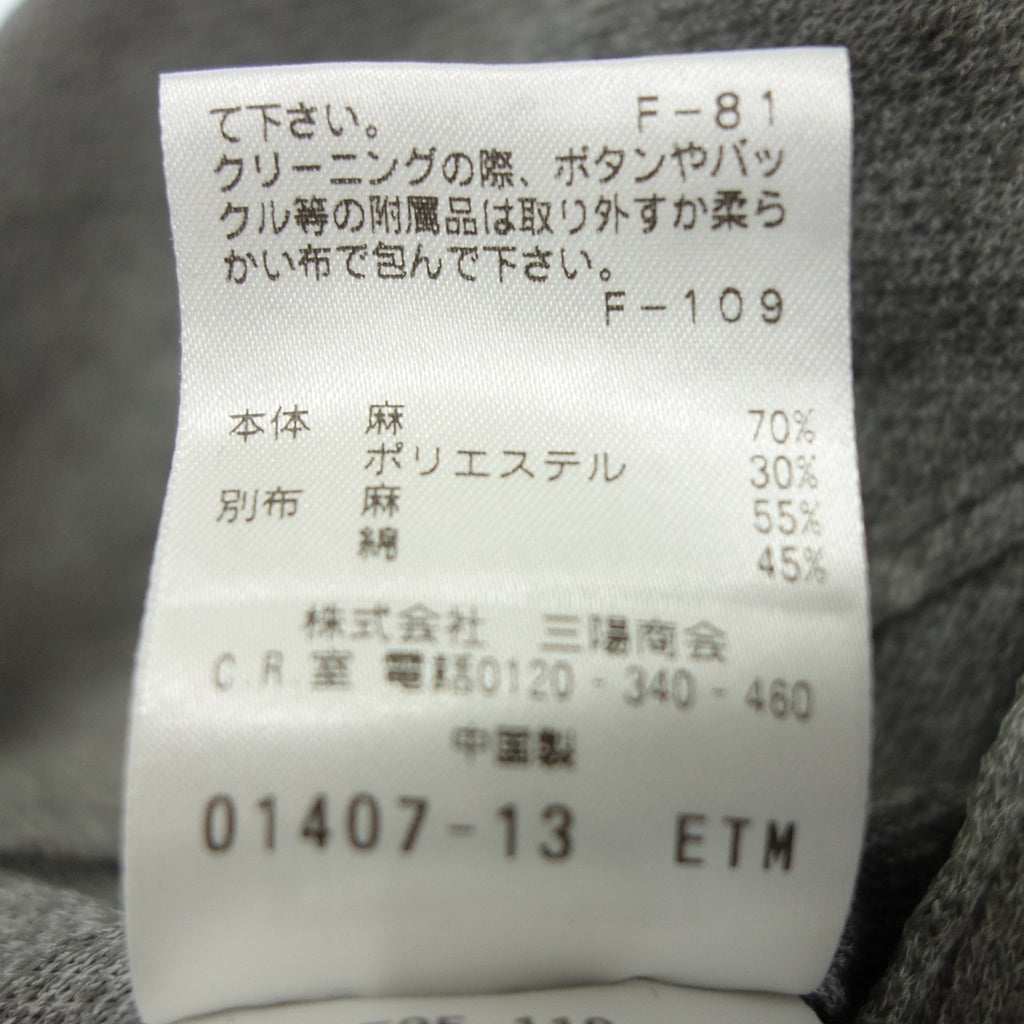 て下さい。 F-81
クリーニングの際、ボタンやバッ
クル等の附属品は取り外すか柔ら
かい布で包んで下さい。
F-109
本体 麻 70%
ポリエステル 30%
別布 麻 55%
綿 45%
株式会社 三陽商会
C.R.室 電話0120-340-460
中国製
01407-13 ETM